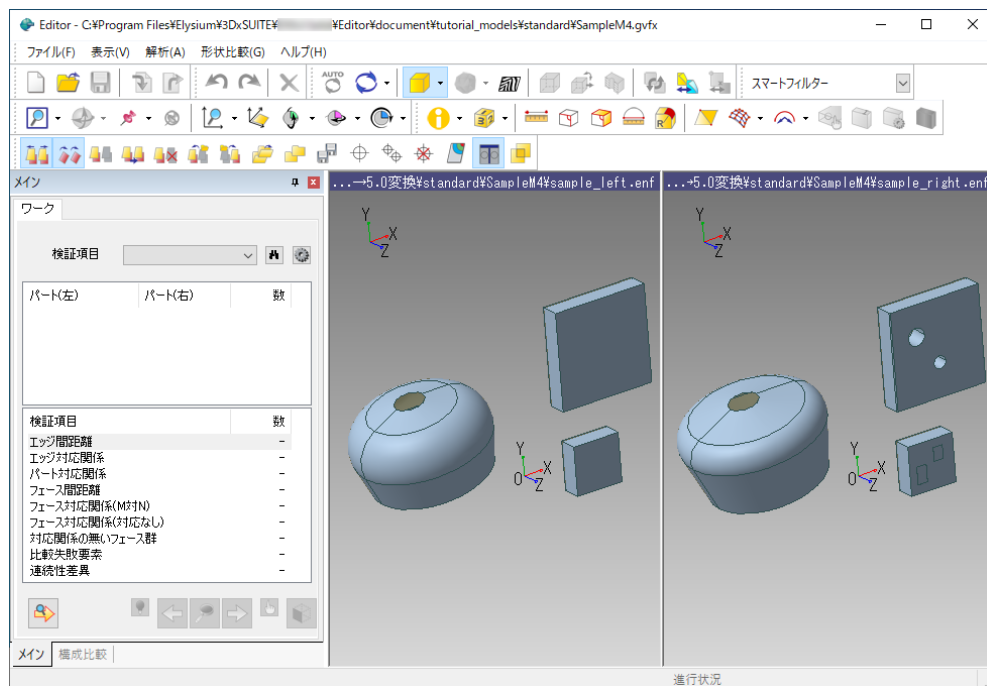 Editor - C:¥Program Files¥Elysium¥3DxSUITE¥ ¥Editor¥document¥tutorial_models¥standard¥SampleM4.gvfx
ファイル(F) 表示(V) 解析(A) 形状比較(G) ヘルプ(H)
AUTO スマートフィルター
R
メイン
...→5.0変換¥standard¥SampleM4¥sample_left.enf ...→5.0変換¥standard¥SampleM4¥sample_right.enf
ワーク
Y X Z Y X Z
検証項目
パート(左) パート(右) 数
検証項目 数
エッジ間距離 -
エッジ対応関係 -
パート対応関係 -
フェース間距離 -
フェース対応関係(M対N) -
フェース対応関係(対応なし) -
対応関係の無いフェース群 -
比較失敗要素 -
連続性差異 -
Y O X Z Y O X Z
メイン 構成比較
進行状況